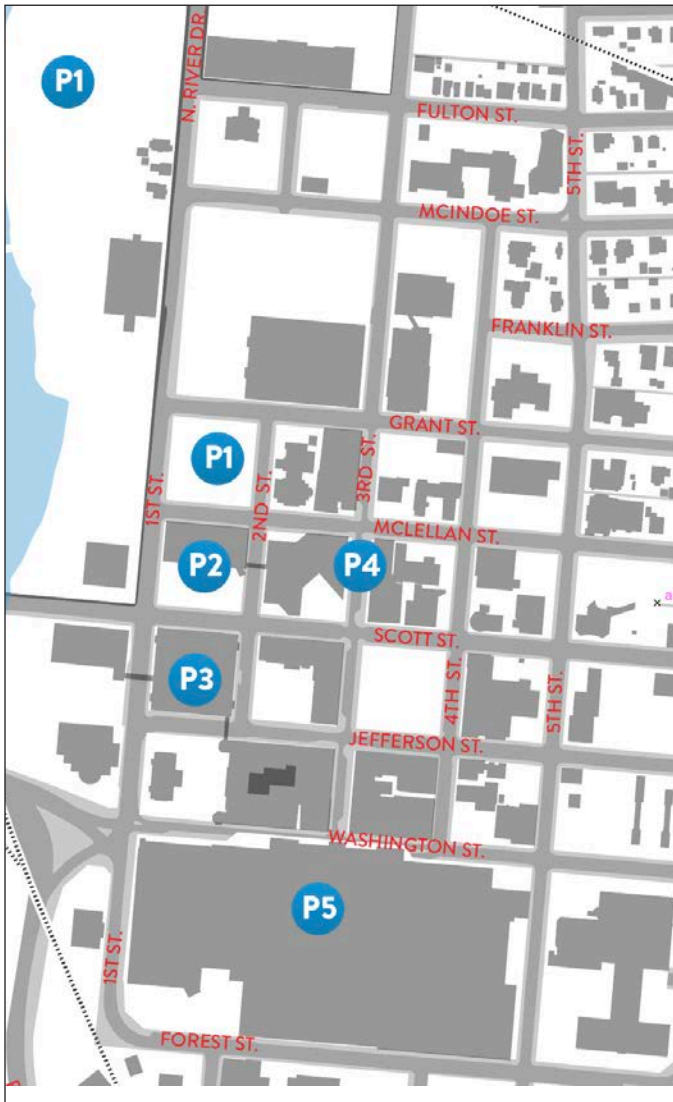 P1
N. RIVER DR.
FULTON ST.
5TH ST.
MCINDOE ST.
FRANKLIN ST.
GRANT ST.
P1
3RD ST.
1ST ST.
2ND ST.
MCLELLAN ST.
P2
P4
a
SCOTT ST.
P3
4TH ST.
5TH ST.
JEFFERSON ST.
WASHINGTON ST.
P5
1ST ST.
FOREST ST.